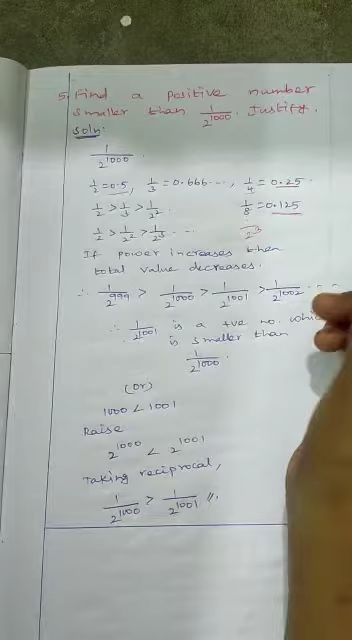 5. Find a positive number
smaller than 1/2^1000. Justify.
Soln:
1/2^1000.
1/2 = 0.5, 1/3 = 0.666..., 1/4 = 0.25
1/2 > 1/3 > 1/2^2. 1/8 = 0.125
1/2 > 1/2^2 > 1/2^3 ... 1/2^3
If power increases then
total value decreases.
∴ 1/2^999 > 1/2^1000 > 1/2^1001 > 1/2^1002 ...
∴ 1/2^1001 is a +ve no. which
is smaller than
1/2^1000.
(or)
1000 < 1001
Raise
2^1000 < 2^1001
Taking reciprocal,
1/2^1000 > 1/2^1001 //.